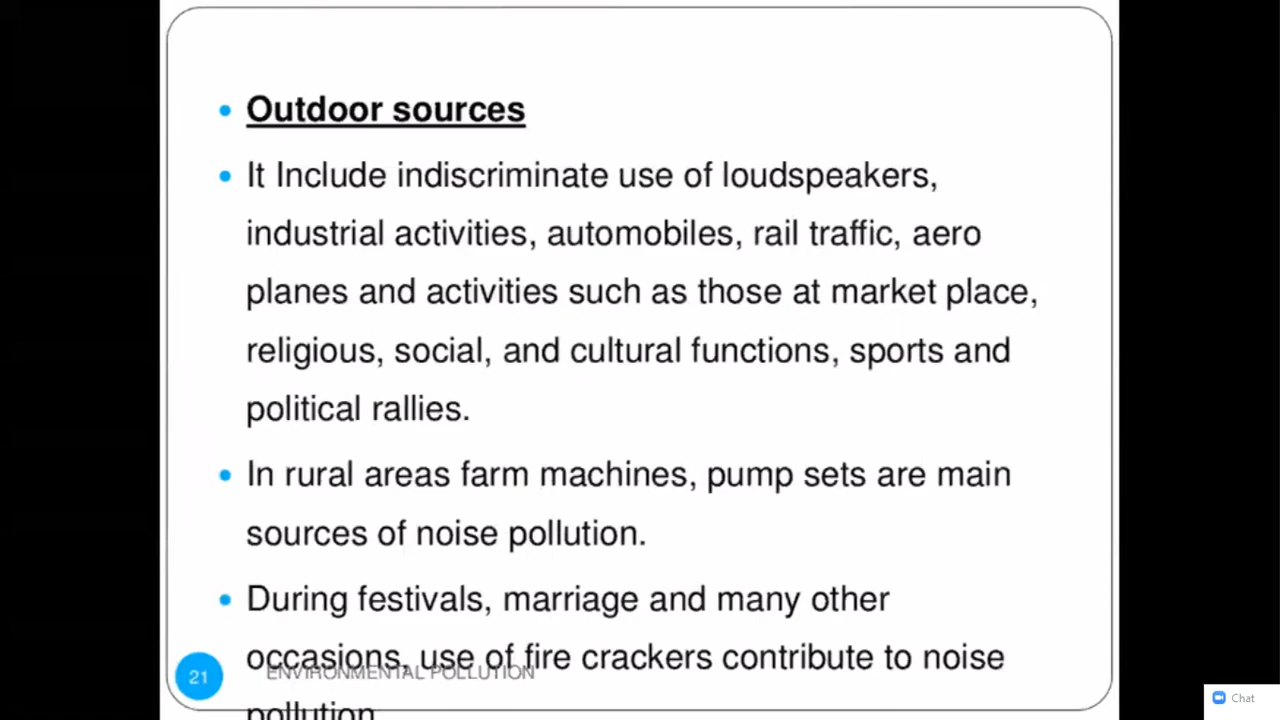 Outdoor sources
It Include indiscriminate use of loudspeakers,
industrial activities, automobiles, rail traffic, aero
planes and activities such as those at market place,
religious, social, and cultural functions, sports and
political rallies.
In rural areas farm machines, pump sets are main
sources of noise pollution.
During festivals, marriage and many other
occasions, use of fire crackers contribute to noise
pollution
21
ENVIRONMENTAL POLLUTION
Chat